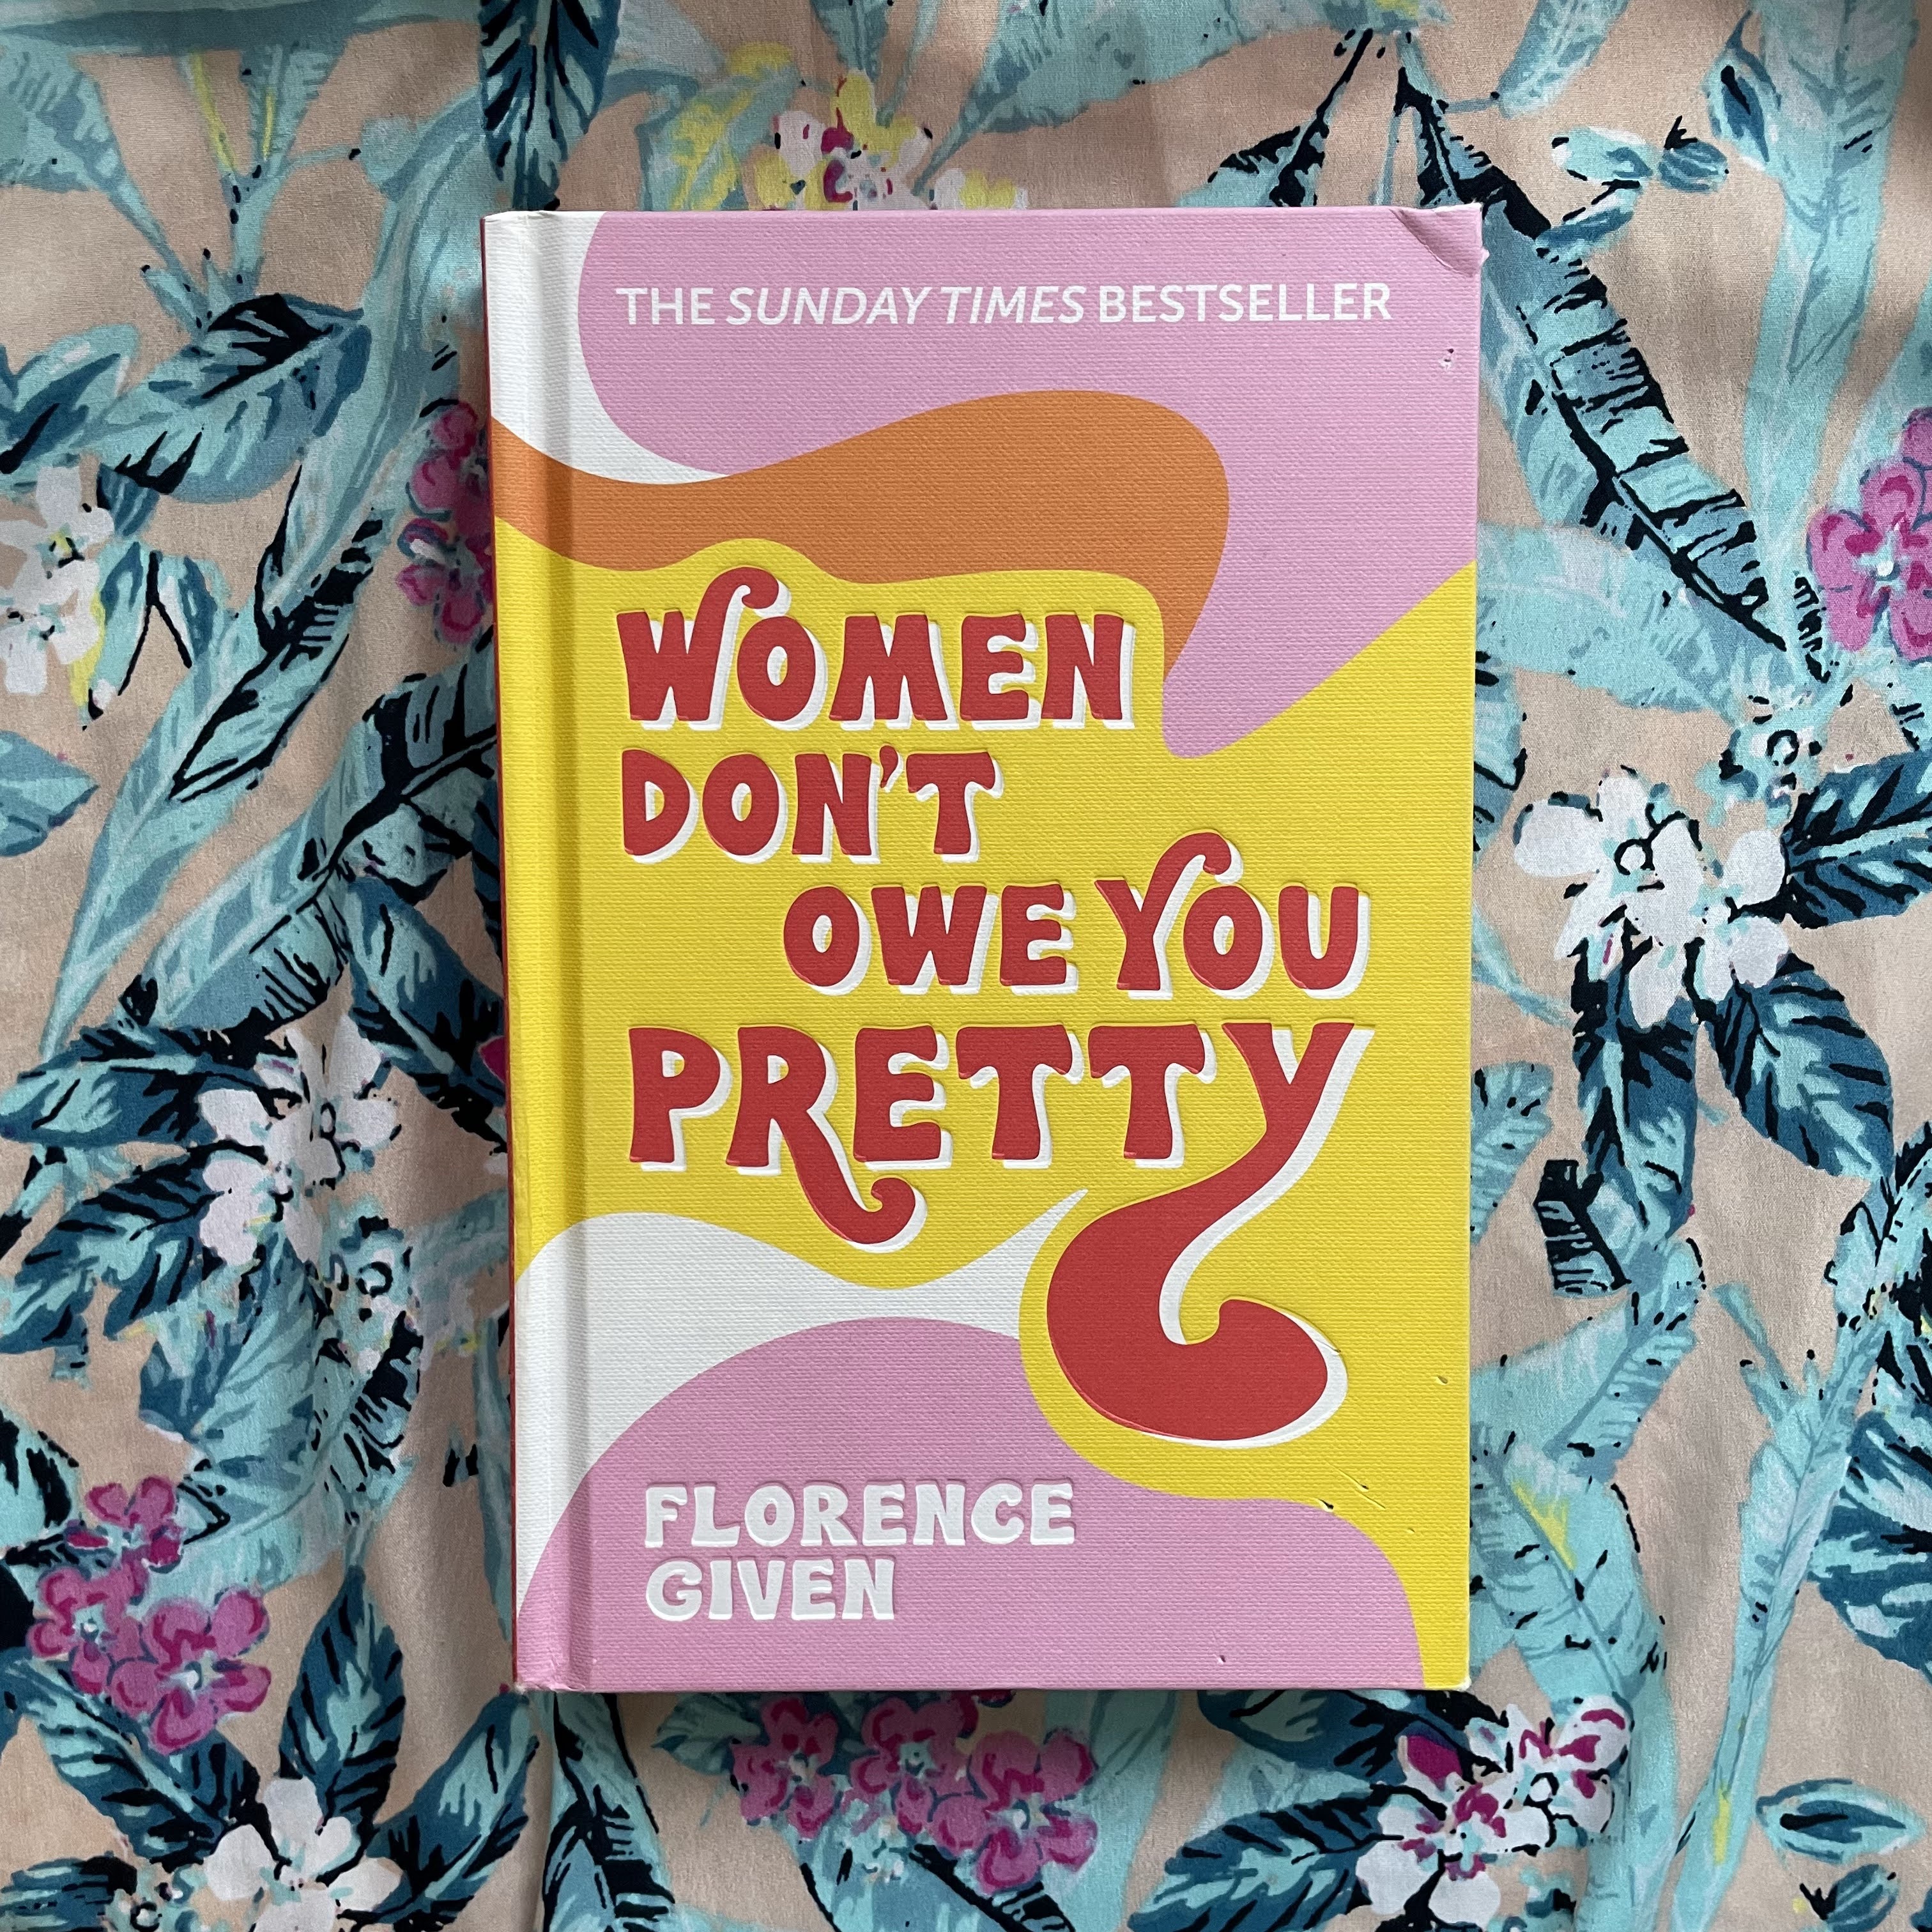 THE SUNDAY TIMES BESTSELLER
WOMEN
DON'T
OWE YOU
PRETTY
FLORENCE
GIVEN